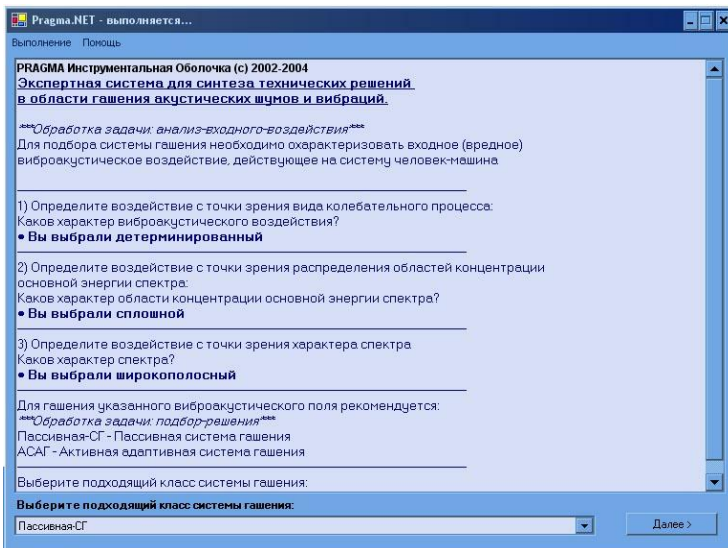 Pragma.NET - выполняется...
Выполнение Помощь
PRAGMA Инструментальная Оболочка (c) 2002-2004
Экспертная система для синтеза технических решений
в области гашения акустических шумов и вибраций.
***Обработка задачи: анализ-входного-воздействия***
Для подбора системы гашения необходимо охарактеризовать входное (вредное)
виброакустическое воздействие, действующее на систему человек-машина
1) Определите воздействие с точки зрения вида колебательного процесса:
Каков характер виброакустического воздействия?
• Вы выбрали детерминированный
2) Определите воздействие с точки зрения распределения областей концентрации
основной энергии спектра:
Каков характер области концентрации основной энергии спектра?
• Вы выбрали сплошной
3) Определите воздействие с точки зрения характера спектра
Каков характер спектра?
• Вы выбрали широкополосный
Для гашения указанного виброакустического поля рекомендуется:
***Обработка задачи: подбор-решения***
Пассивная-СГ - Пассивная система гашения
АСАГ - Активная адаптивная система гашения
Выберите подходящий класс системы гашения:
Выберите подходящий класс системы гашения:
Пассивная-СГ
Далее >